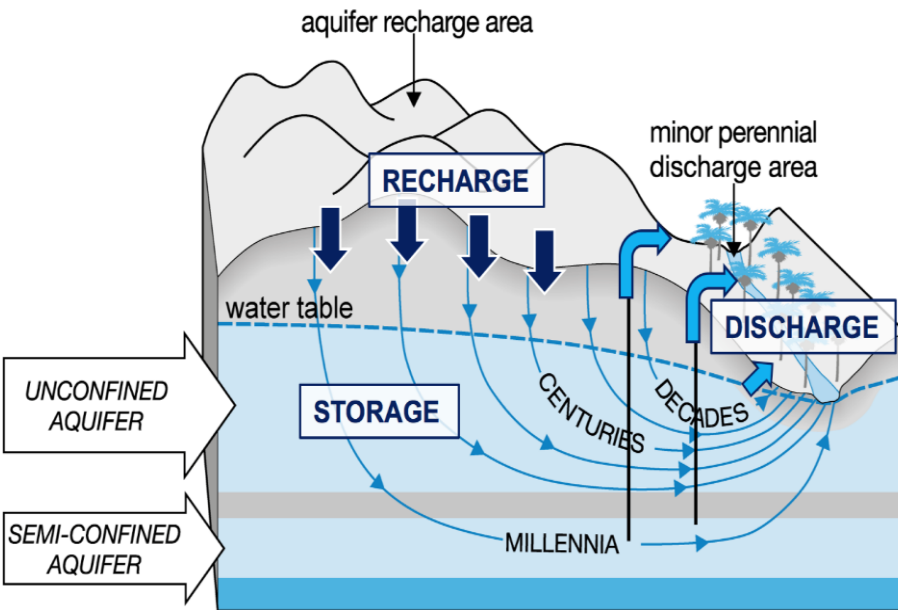 aquifer recharge area
minor perennial
discharge area
RECHARGE
water table
DISCHARGE
UNCONFINED
AQUIFER
STORAGE
CENTURIES
DECADES
SEMI-CONFINED
AQUIFER
MILLENNIA